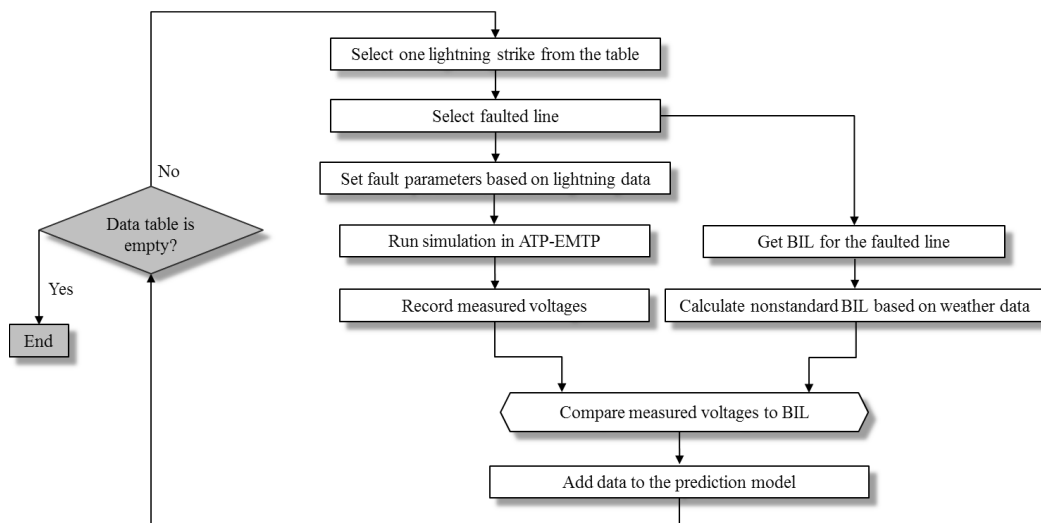 Select one lightning strike from the table
Select faulted line
No
Set fault parameters based on lightning data
Data table is
empty?
Run simulation in ATP-EMTP
Get BIL for the faulted line
Yes
Record measured voltages
Calculate nonstandard BIL based on weather data
End
Compare measured voltages to BIL
Add data to the prediction model